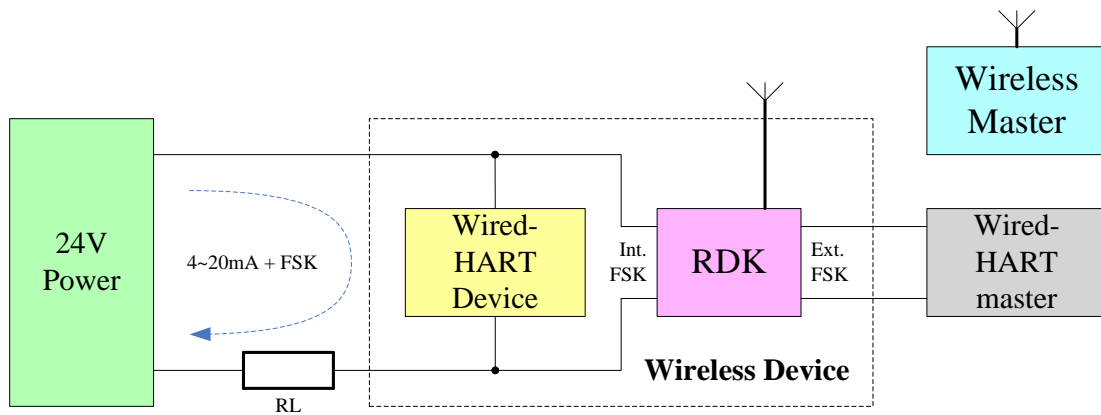 Wireless
Master
24V
Power
4~20mA + FSK
Wired-
HART
Device
Int.
FSK
RDK
Ext.
FSK
Wired-
HART
master
Wireless Device
RL